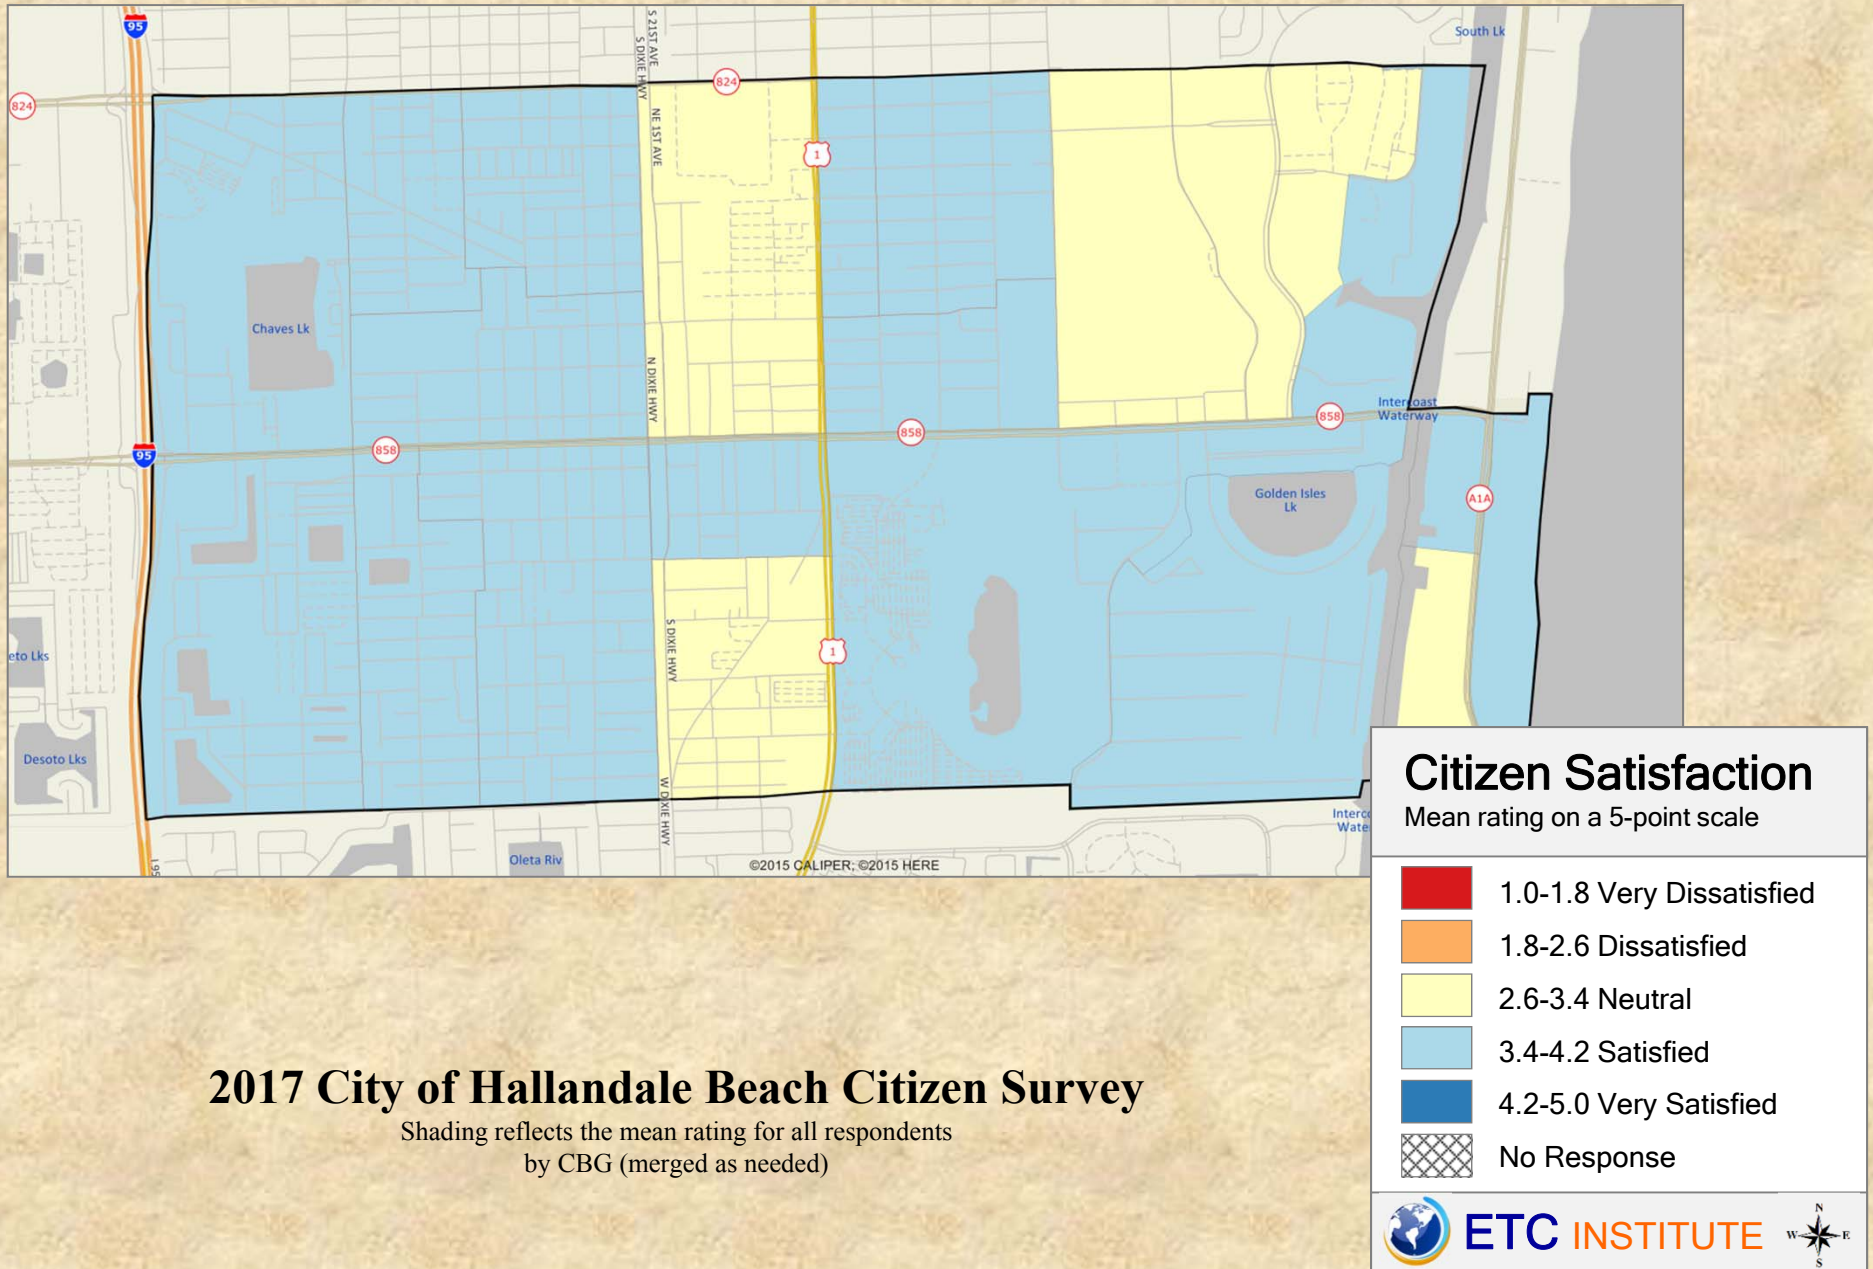 95
S 21ST AVE
S DIXIE HWY
South Lk
824
824
NE 1ST AVE
1
Chaves Lk
N DIXIE HWY
Intercoast
Waterway
858
858
858
95
Golden Isles
Lk
A1A
S DIXIE HWY
eto Lks
1
Desoto Lks
W DIXIE HWY
Interco
Wate
Oleta Riv
I 95
©2015 CALIPER; ©2015 HERE
Citizen Satisfaction
Mean rating on a 5-point scale
1.0-1.8 Very Dissatisfied
1.8-2.6 Dissatisfied
2.6-3.4 Neutral
3.4-4.2 Satisfied
4.2-5.0 Very Satisfied
No Response
2017 City of Hallandale Beach Citizen Survey
Shading reflects the mean rating for all respondents
by CBG (merged as needed)
ETC INSTITUTE
N
W E
S